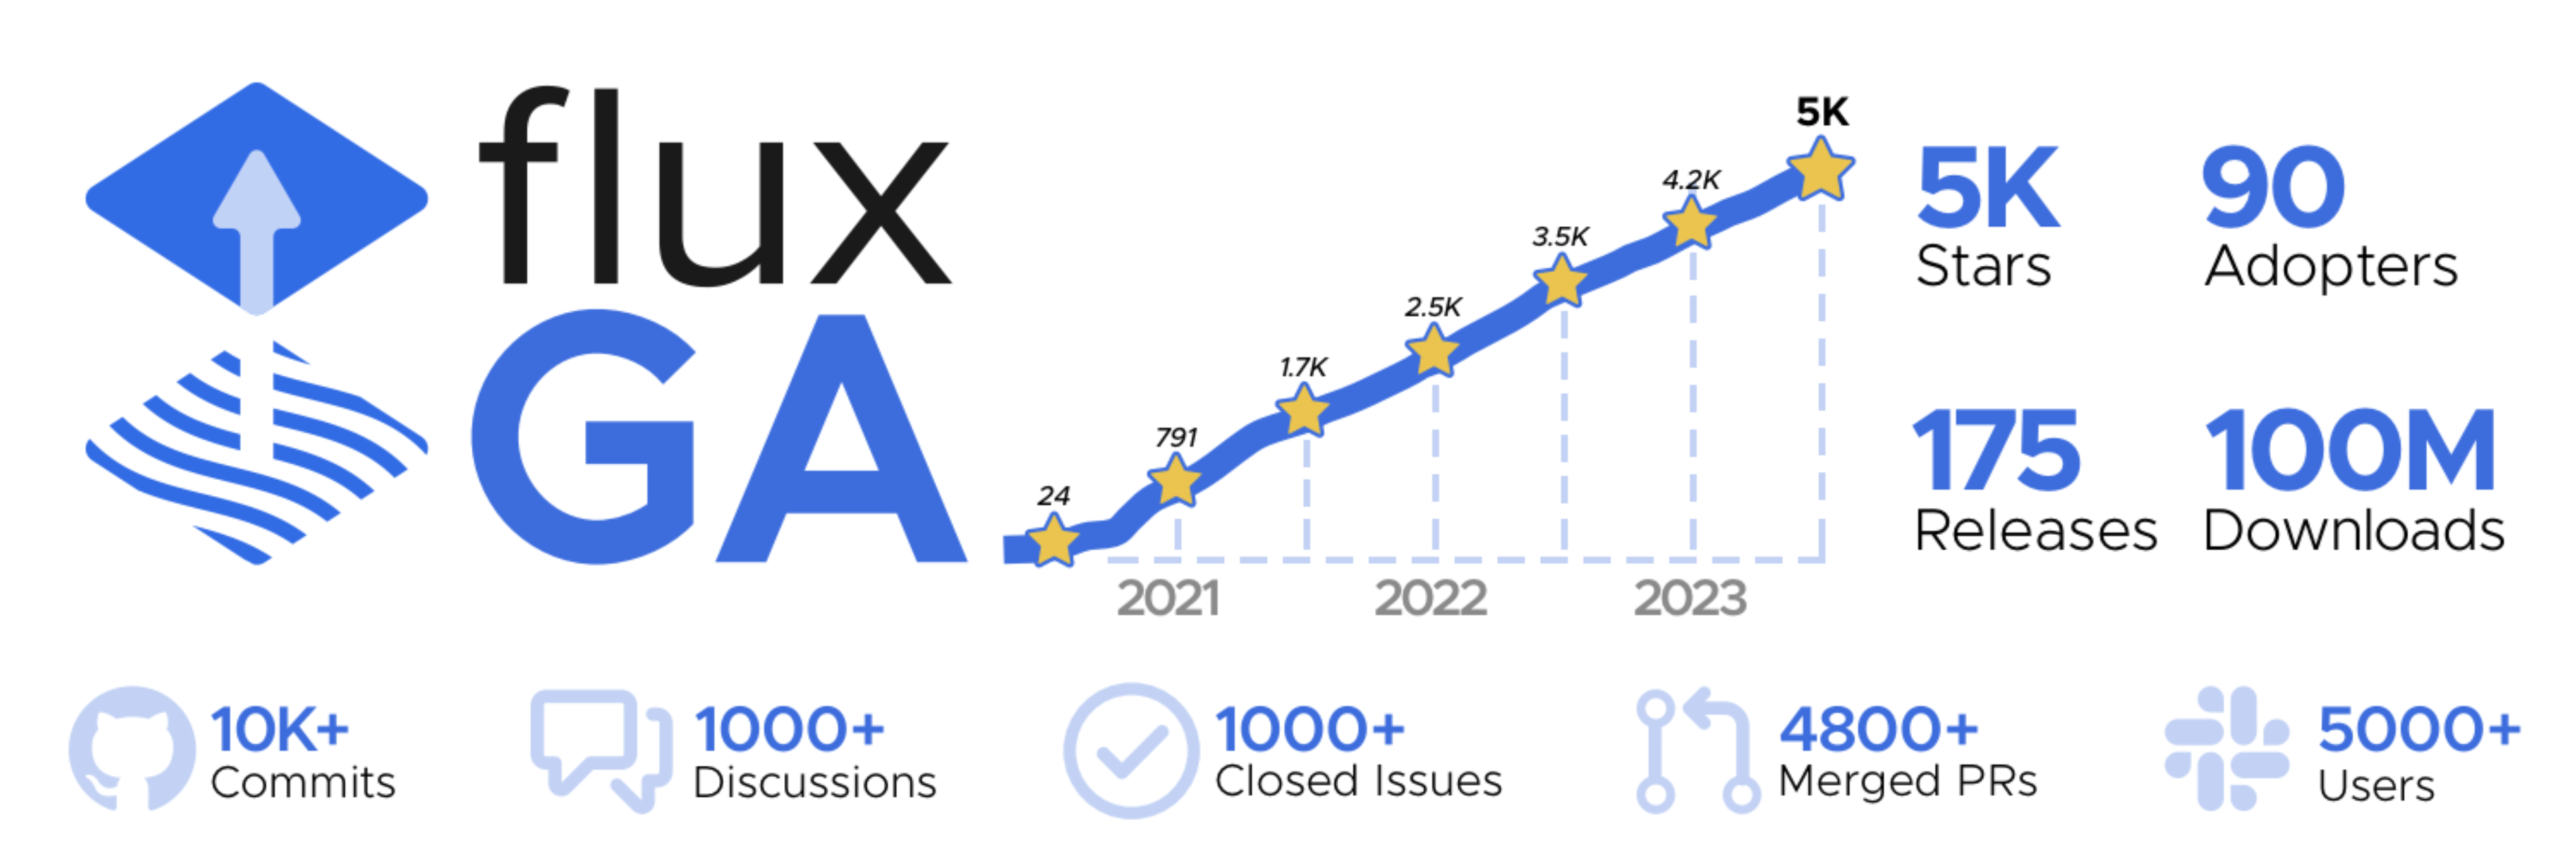 flux
GA
24
791
1.7K
2.5K
3.5K
4.2K
5K
2021
2022
2023
5K
Stars
90
Adopters
175
Releases
100M
Downloads
10K+
Commits
1000+
Discussions
1000+
Closed Issues
4800+
Merged PRs
5000+
Users